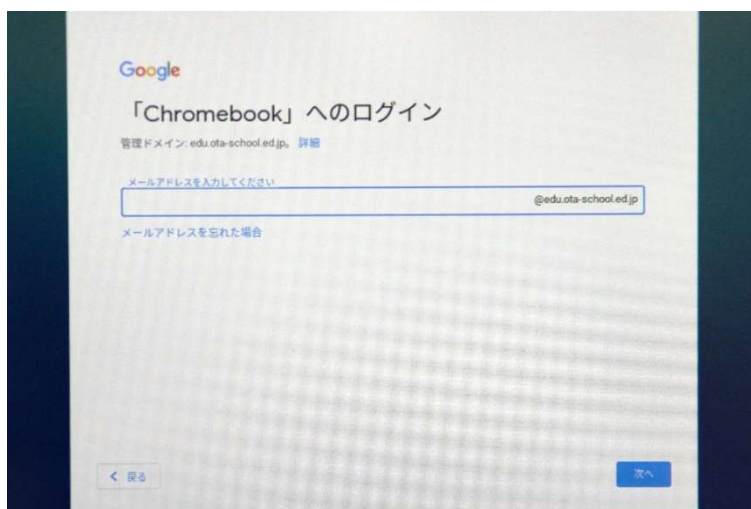 Google
「Chromebook」へのログイン
管理ドメイン: edu.ota-school.ed.jp。 詳細
メールアドレスを入力してください
@edu.ota-school.ed.jp
メールアドレスを忘れた場合
戻る
次へ